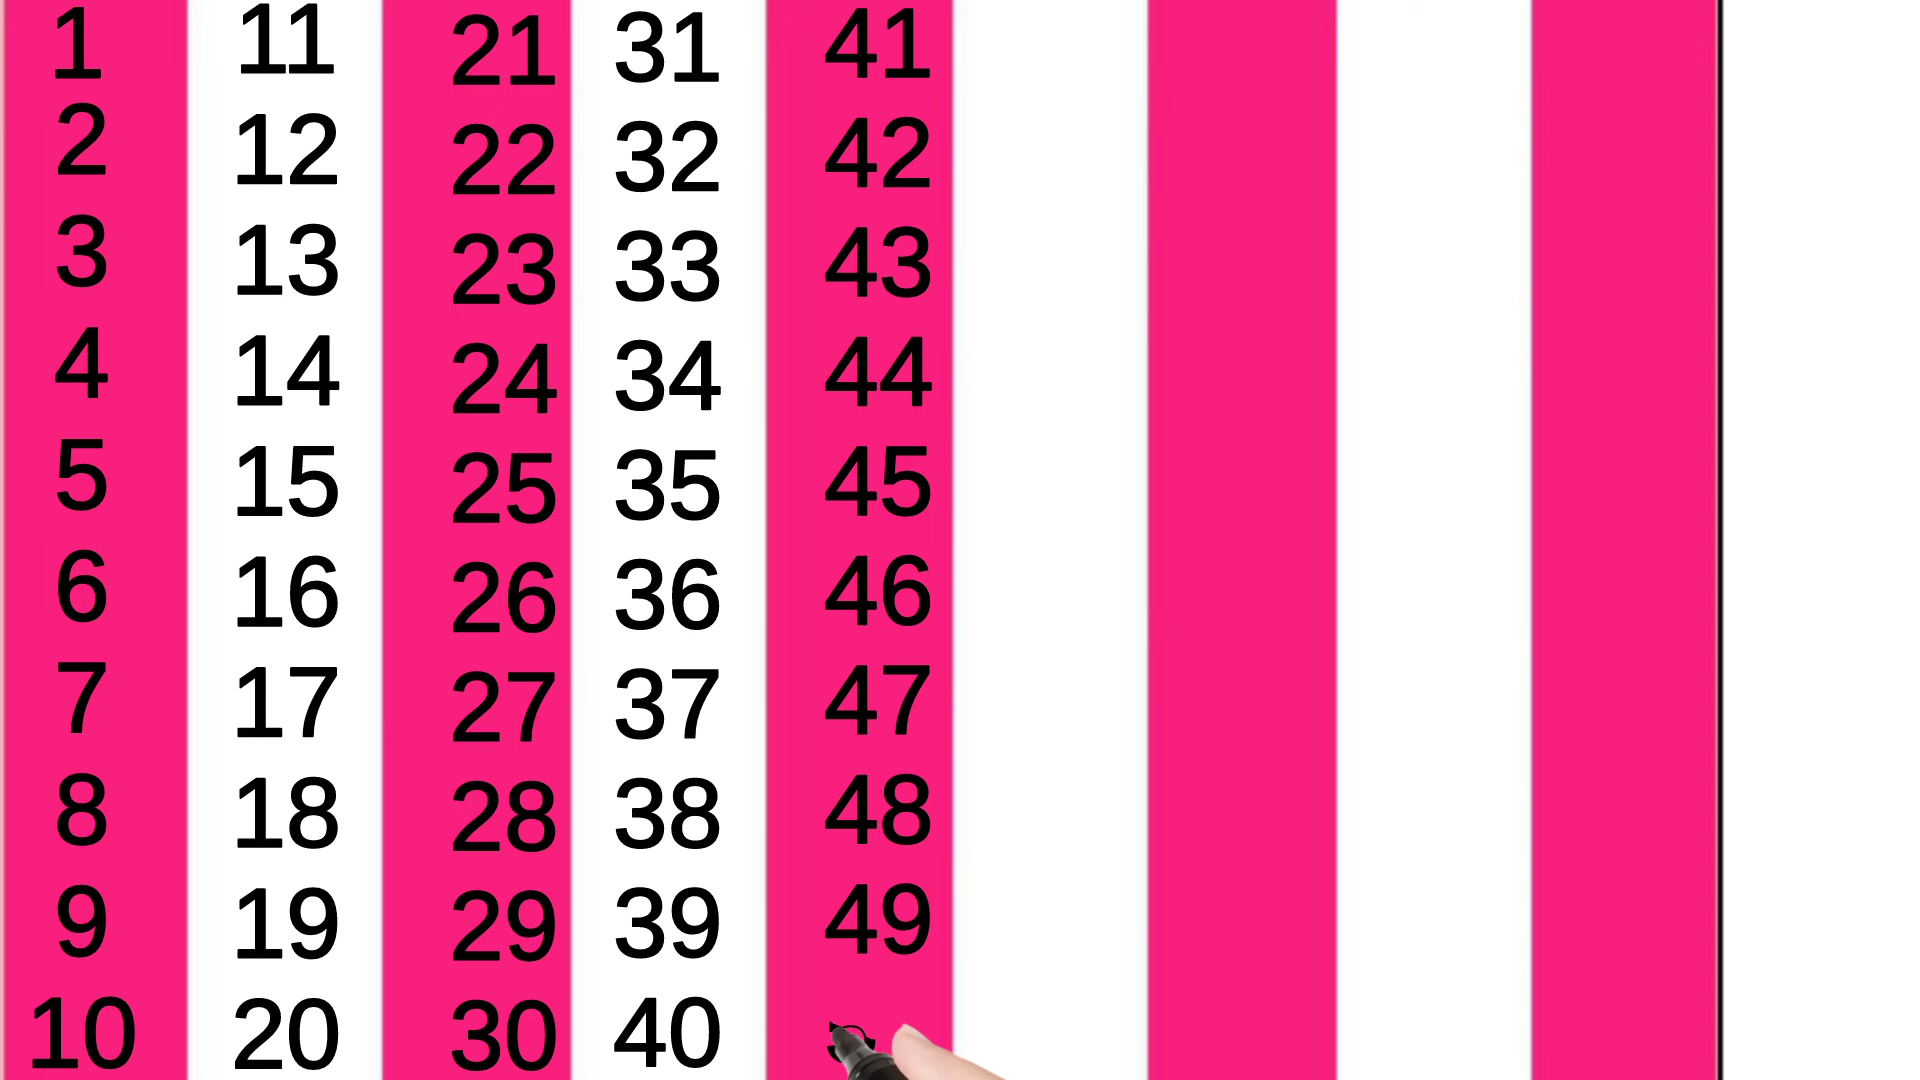 1 11 21 31 41
2 12 22 32 42
3 13 23 33 43
4 14 24 34 44
5 15 25 35 45
6 16 26 36 46
7 17 27 37 47
8 18 28 38 48
9 19 29 39 49
10 20 30 40